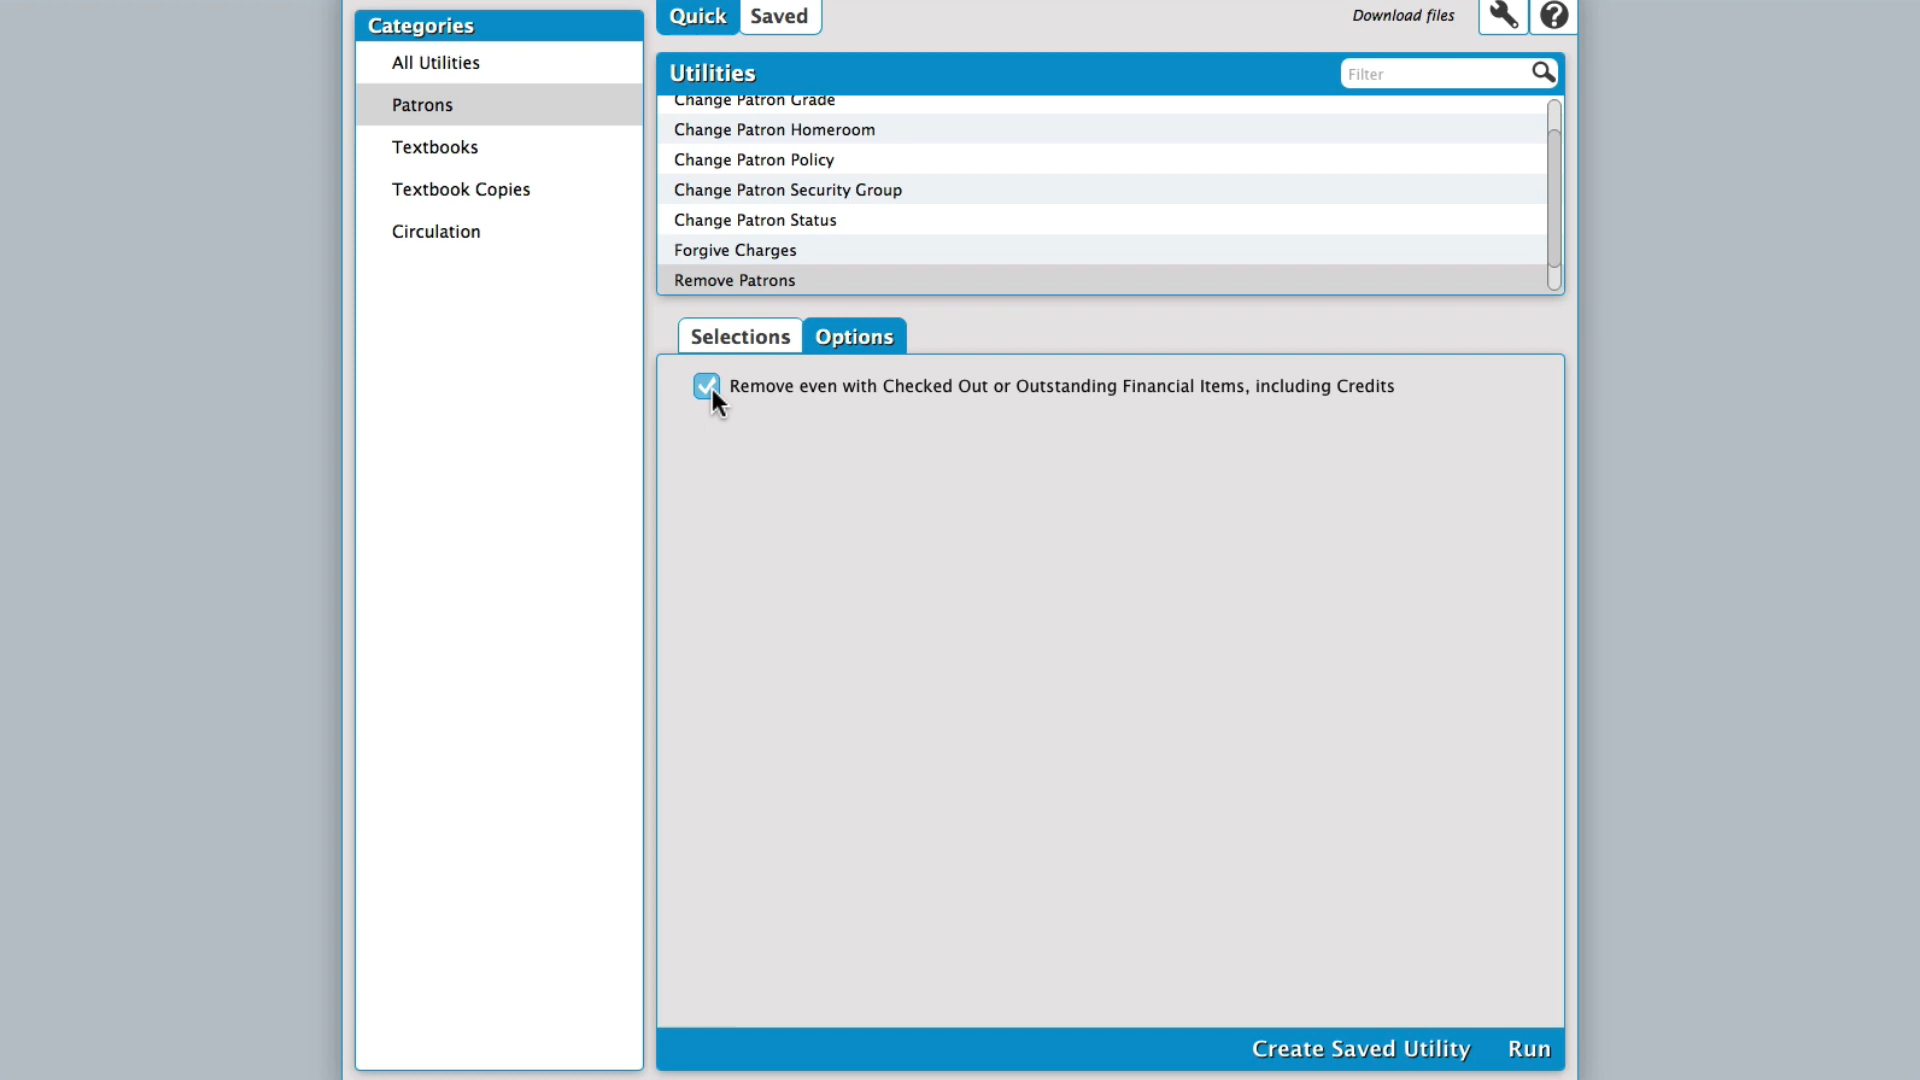 Categories
All Utilities
Patrons
Textbooks
Textbook Copies
Circulation
Quick
Saved
Download files
Utilities
Filter
Change Patron Grade
Change Patron Homeroom
Change Patron Policy
Change Patron Security Group
Change Patron Status
Forgive Charges
Remove Patrons
Selections
Options
Remove even with Checked Out or Outstanding Financial Items, including Credits
Create Saved Utility
Run